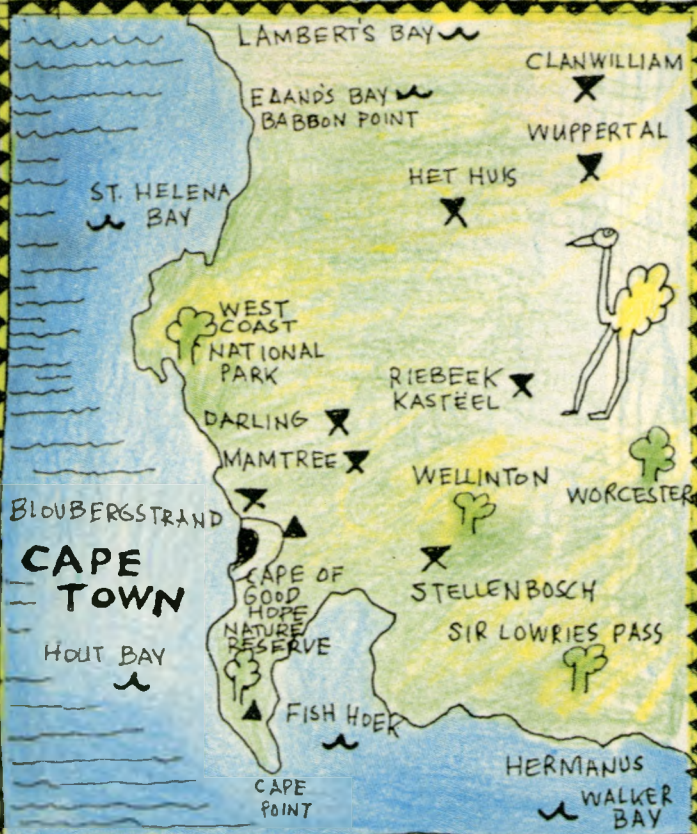 LAMBERT'S BAY
CLANWILLIAM
ELAND'S BAY
BABBON POINT
WUPPERTAL
HET HUIS
ST. HELENA
BAY
WEST
COAST
NATIONAL
PARK
RIEBEEK
KASTËEL
DARLING
MAMTREE
WELLINTON
WORCESTER
BLOUBERGSTRAND
CAPE
TOWN
CAPE OF
GOOD
HOPE
NATURE
RESERVE
STELLENBOSCH
SIR LOWRIES PASS
HOUT BAY
FISH HOEK
CAPE
POINT
HERMANUS
WALKER
BAY